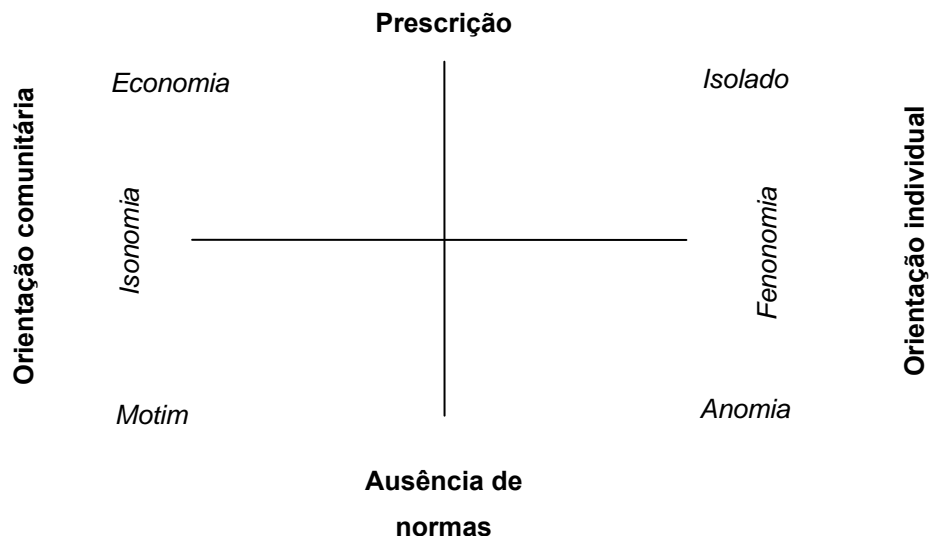 Prescrição
Economia
Isolado
Orientação comunitária
Isonomia
Fenonomia
Orientação individual
Motim
Anomia
Ausência de
normas